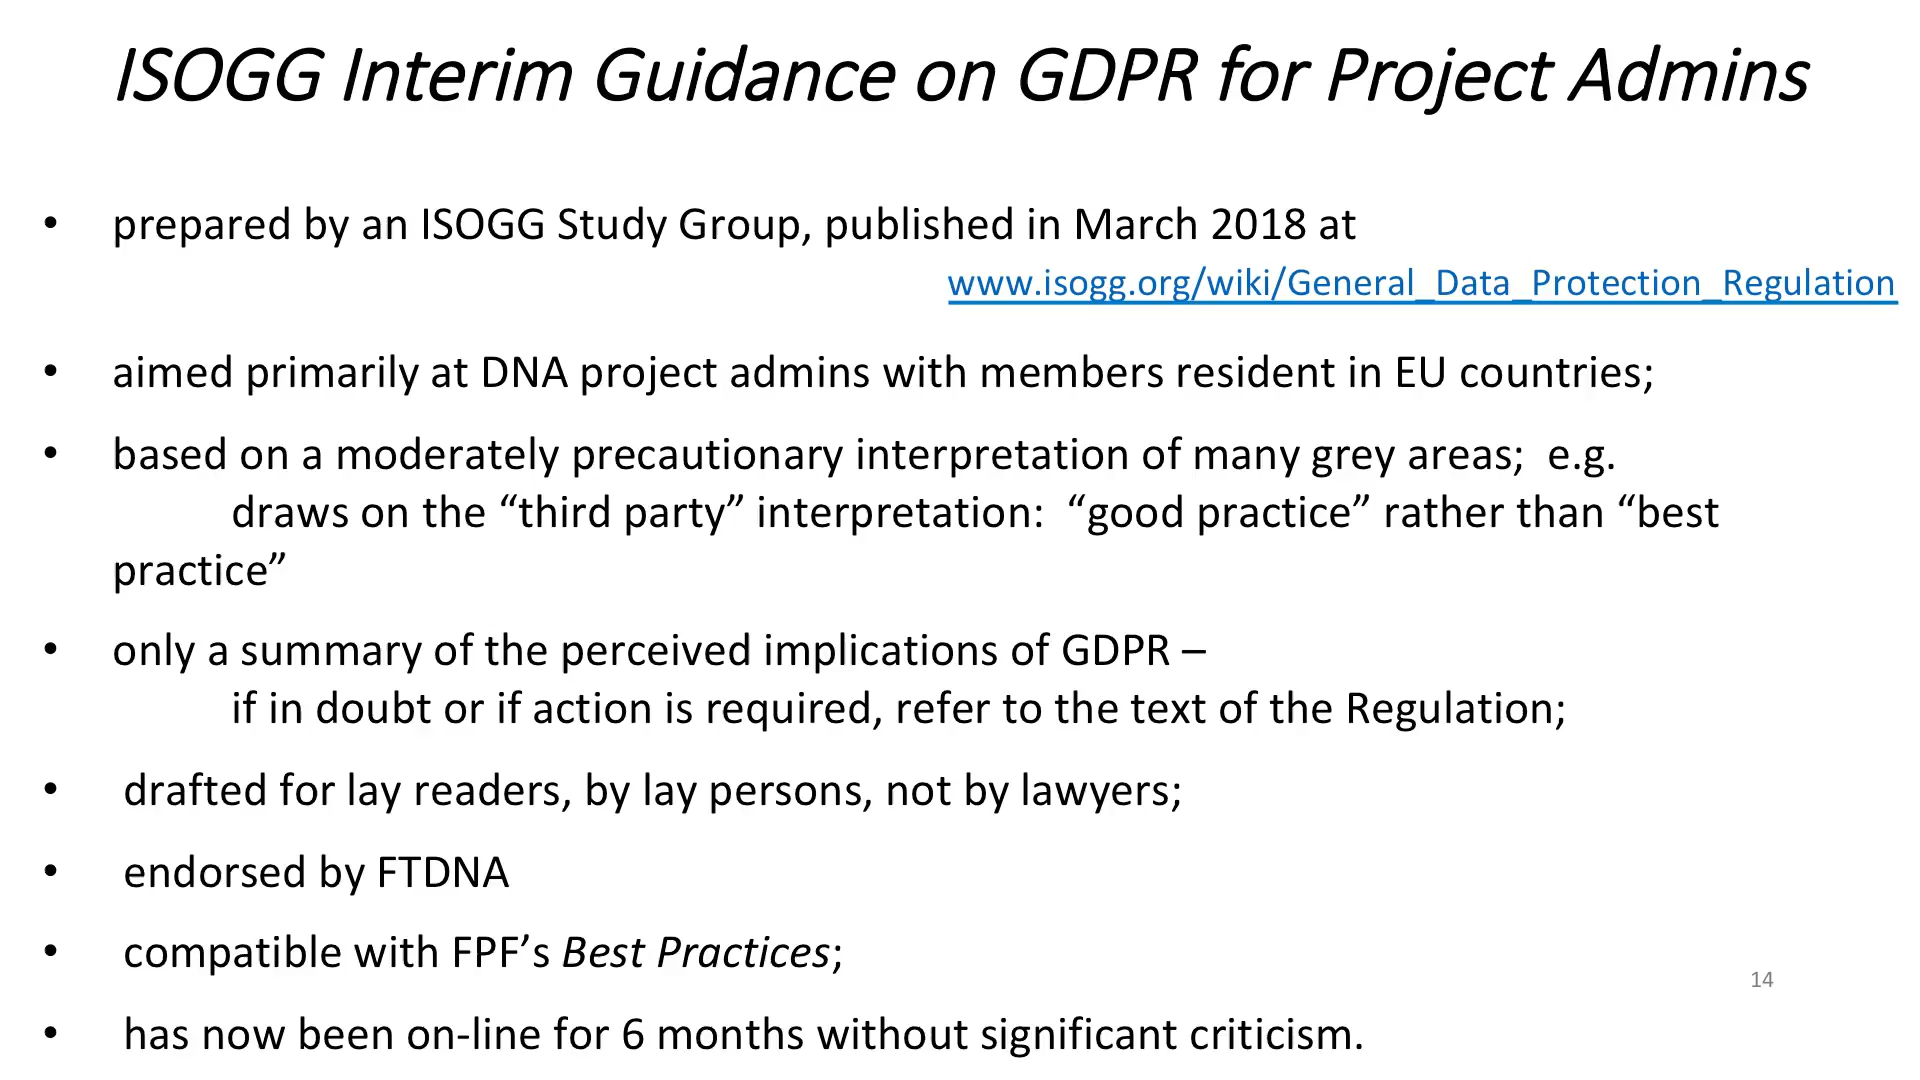 ISOGG Interim Guidance on GDPR for Project Admins
• prepared by an ISOGG Study Group, published in March 2018 at
www.isogg.org/wiki/General_Data_Protection_Regulation
• aimed primarily at DNA project admins with members resident in EU countries;
• based on a moderately precautionary interpretation of many grey areas;  e.g.
draws on the “third party” interpretation:  “good practice” rather than “best
practice”
• only a summary of the perceived implications of GDPR –
if in doubt or if action is required, refer to the text of the Regulation;
• drafted for lay readers, by lay persons, not by lawyers;
• endorsed by FTDNA
• compatible with FPF’s Best Practices;
14
• has now been on-line for 6 months without significant criticism.